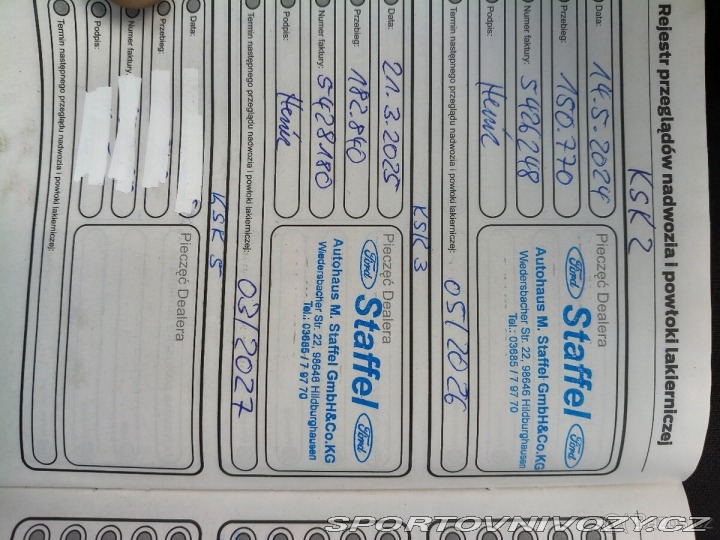 Rejestr przeglądów nadwozia i powłoki lakierniczej
KSK 2
Data: 14.5.2024
Przebieg: 150.770
Numer faktury: 5426248
Podpis:
Termin następnego przeglądu nadwozia i powłoki lakierniczej: 05/2026
Pieczęć Dealera
Ford Staffel Ford
Autohaus M. Staffel GmbH&Co.KG
Wiedersbacher Str. 22, 98646 Hildburghausen
Tel.: 03685 / 7 97 70
KSK 3
Data: 21.3.2025
Przebieg: 182.840
Numer faktury: 5428180
Podpis:
Termin następnego przeglądu nadwozia i powłoki lakierniczej: 03/2027
Pieczęć Dealera
Ford Staffel Ford
Autohaus M. Staffel GmbH&Co.KG
Wiedersbacher Str. 22, 98646 Hildburghausen
Tel.: 03685 / 7 97 70
KSK 5
Data:
Przebieg:
Numer faktury:
Podpis:
Termin następnego przeglądu nadwozia i powłoki lakierniczej:
Pieczęć Dealera
SPORTOVNIVOZY.CZ